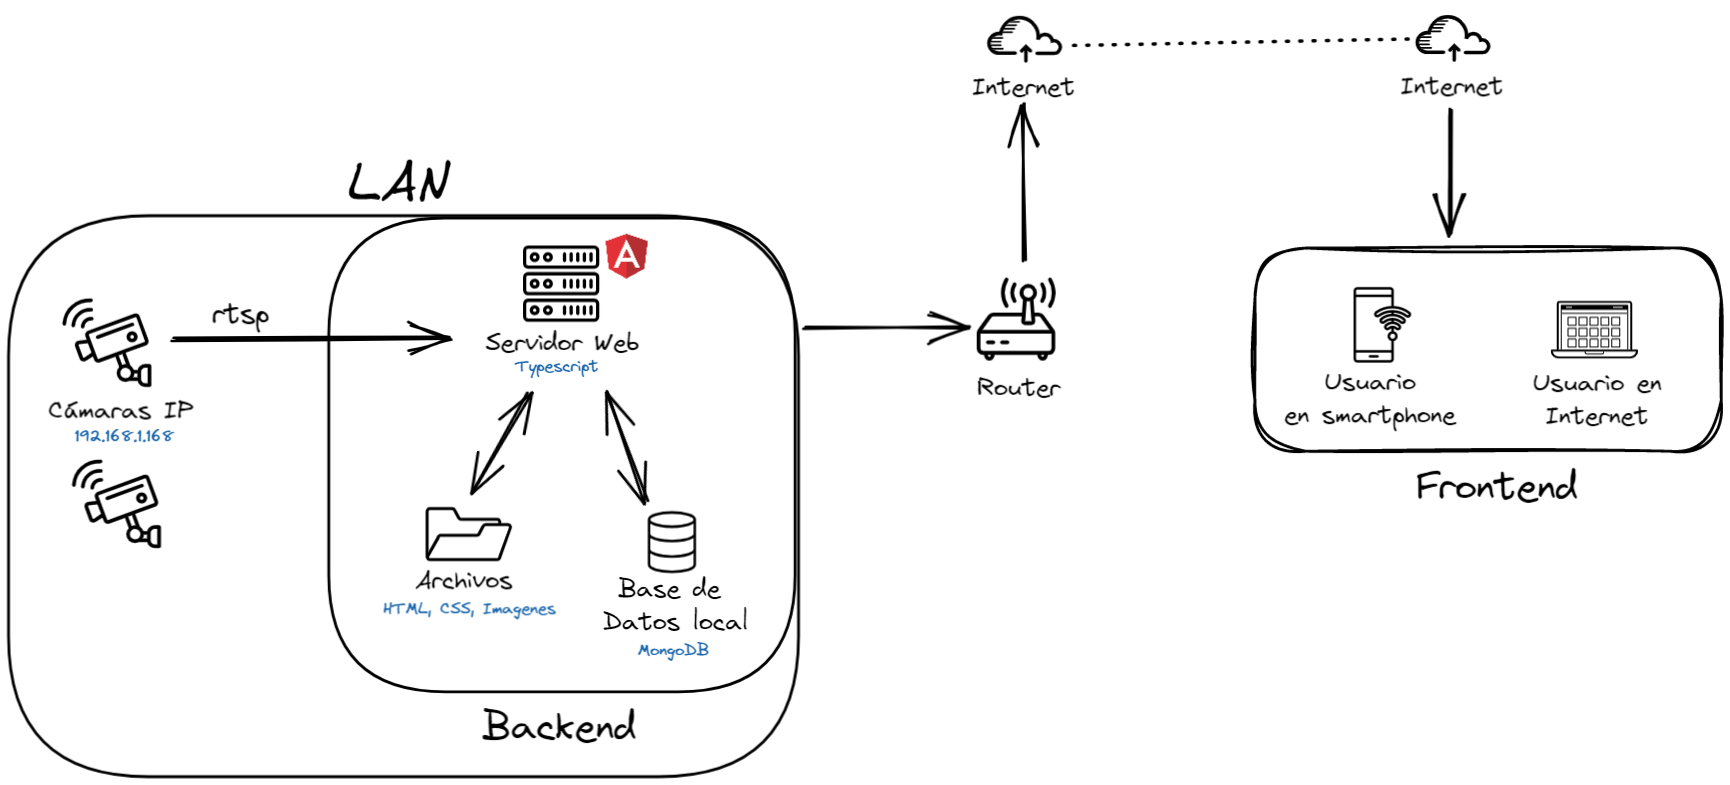 Internet
Internet
LAN
A
rtsp
Servidor Web
Typescript
Cámaras IP
192.168.1.168
Router
Usuario
en smartphone
Usuario en
Internet
Frontend
Archivos
HTML, CSS, Imagenes
Base de
Datos local
MongoDB
Backend